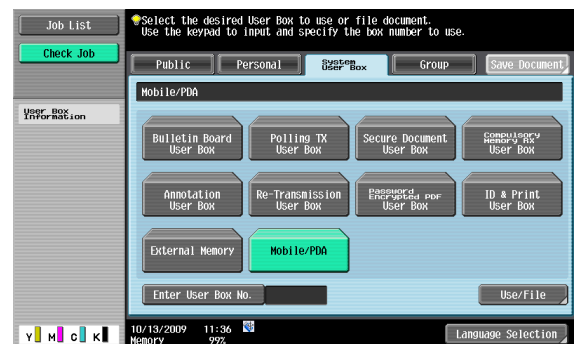 Job List
Select the desired User Box to use or file document.
Use the keypad to input and specify the box number to use.
Check Job
Public
Personal
System
User Box
Group
Save Document
Mobile/PDA
User Box
Information
Bulletin Board
User Box
Polling TX
User Box
Secure Document
User Box
Compulsory
Memory RX
User Box
Annotation
User Box
Re-Transmission
User Box
Password
Encrypted PDF
User Box
ID & Print
User Box
External Memory
Mobile/PDA
Enter User Box No.
Use/File
Y M C K
10/13/2009 11:36
Memory 99%
Language Selection